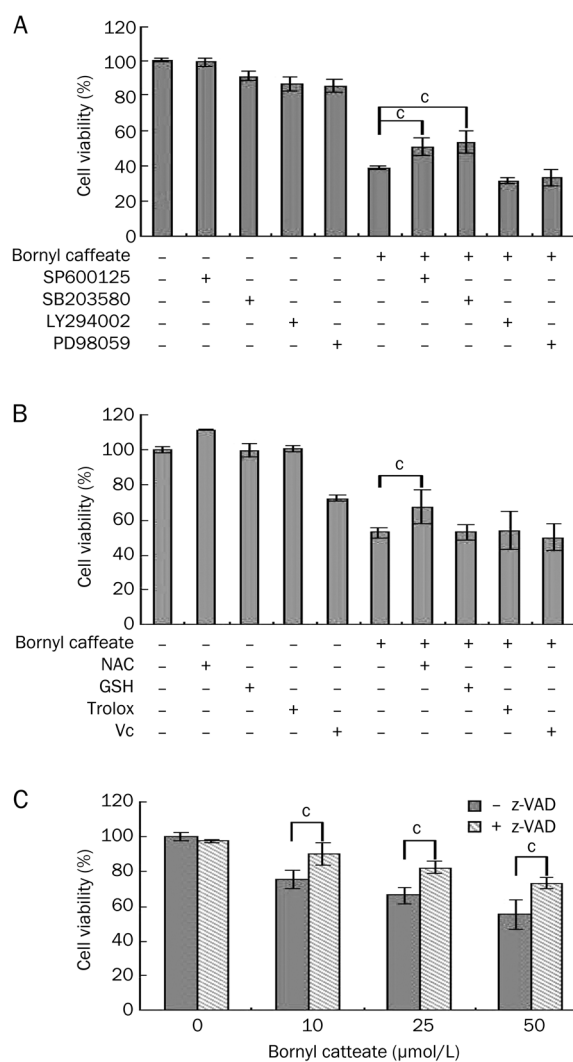 A
120
100
80
60
40
20
0
Cell viability (%)
c
c
Bornyl caffeate – – – – – + + + + +
SP600125 – + – – – – + – – –
SB203580 – – + – – – – + – –
LY294002 – – – + – – – – + –
PD98059 – – – – + – – – – +
B
120
100
80
60
40
20
0
Cell viability (%)
c
Bornyl caffeate – – – – – + + + + +
NAC – + – – – – + – – –
GSH – – + – – – – + – –
Trolox – – – + – – – – + –
Vc – – – – + – – – – +
C
120
100
80
60
40
20
0
Cell viability (%)
– z-VAD
+ z-VAD
c
c
c
0 10 25 50
Bornyl catteate (μmol/L)